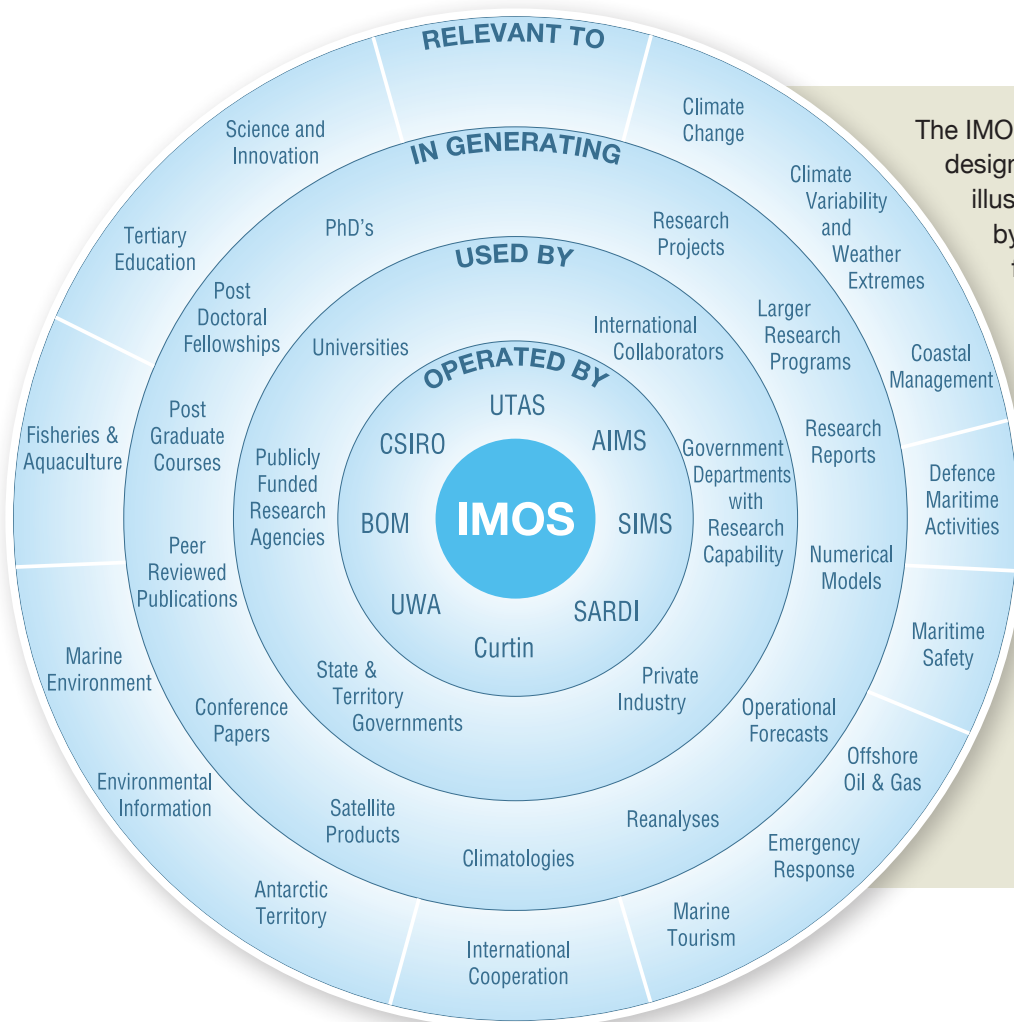 RELEVANT TO
Climate
Change
Climate
Variability
and
Weather
Extremes
Coastal
Management
Defence
Maritime
Activities
Maritime
Safety
Offshore
Oil & Gas
Emergency
Response
Marine
Tourism
International
Cooperation
Antarctic
Territory
Environmental
Information
Marine
Environment
Fisheries &
Aquaculture
Tertiary
Education
Science and
Innovation
IN GENERATING
Research
Projects
Larger
Research
Programs
Research
Reports
Numerical
Models
Operational
Forecasts
Reanalyses
Climatologies
Satellite
Products
Conference
Papers
Peer
Reviewed
Publications
Post
Graduate
Courses
Post
Doctoral
Fellowships
PhD's
USED BY
International
Collaborators
Government
Departments
with
Research
Capability
Private
Industry
State &
Territory
Governments
Publicly
Funded
Research
Agencies
Universities
OPERATED BY
UTAS
AIMS
SIMS
SARDI
Curtin
UWA
BOM
CSIRO
IMOS
The IMO
design
illus
by